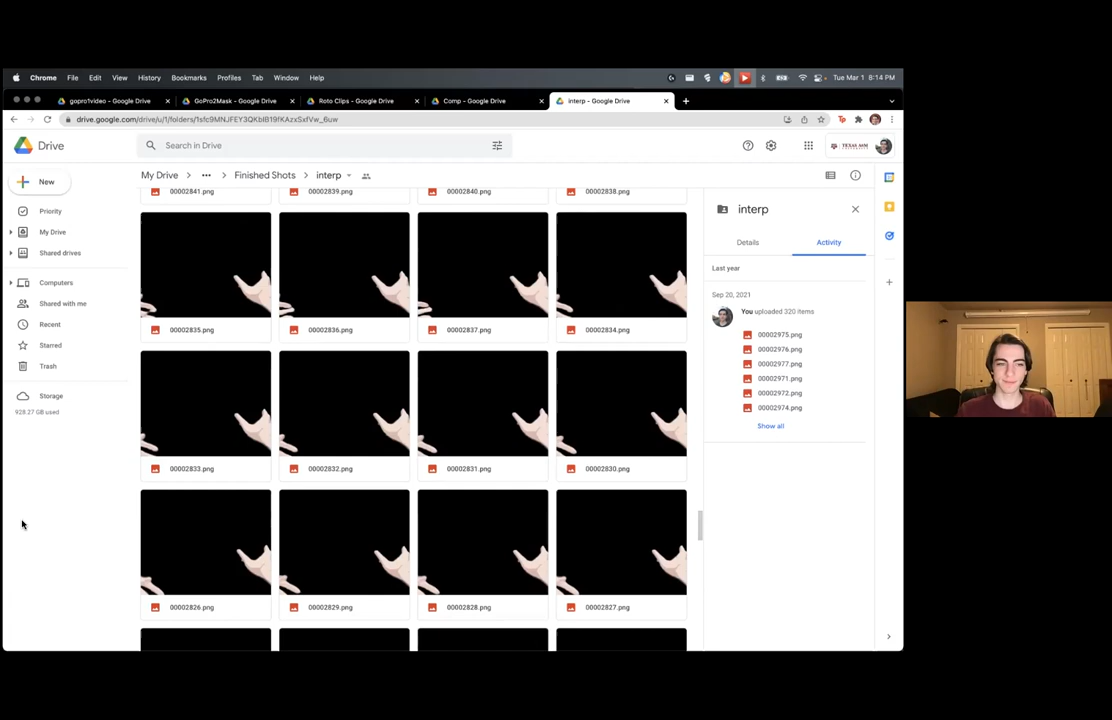 Chrome File Edit View History Bookmarks Profiles Tab Window Help Tue Mar 1 8:14 PM
gopro1video - Google Drive GoPro2Mask - Google Drive Roto Clips - Google Drive Comp - Google Drive interp - Google Drive
drive.google.com/drive/u/1/folders/1sfc9MNJFEY3QKblB19fKAzxSxfVw_6uw
Drive Search in Drive TEXAS A&M
New My Drive ... Finished Shots interp
00002841.png 00002839.png 00002840.png 00002838.png
Priority
My Drive
Shared drives
Computers
Shared with me
Recent
Starred
Trash
Storage
928.27 GB used
00002835.png 00002836.png 00002837.png 00002834.png
00002833.png 00002832.png 00002831.png 00002830.png
00002826.png 00002829.png 00002828.png 00002827.png
interp
Details Activity
Last year
Sep 20, 2021
You uploaded 320 items
00002975.png
00002976.png
00002977.png
00002971.png
00002972.png
00002974.png
Show all